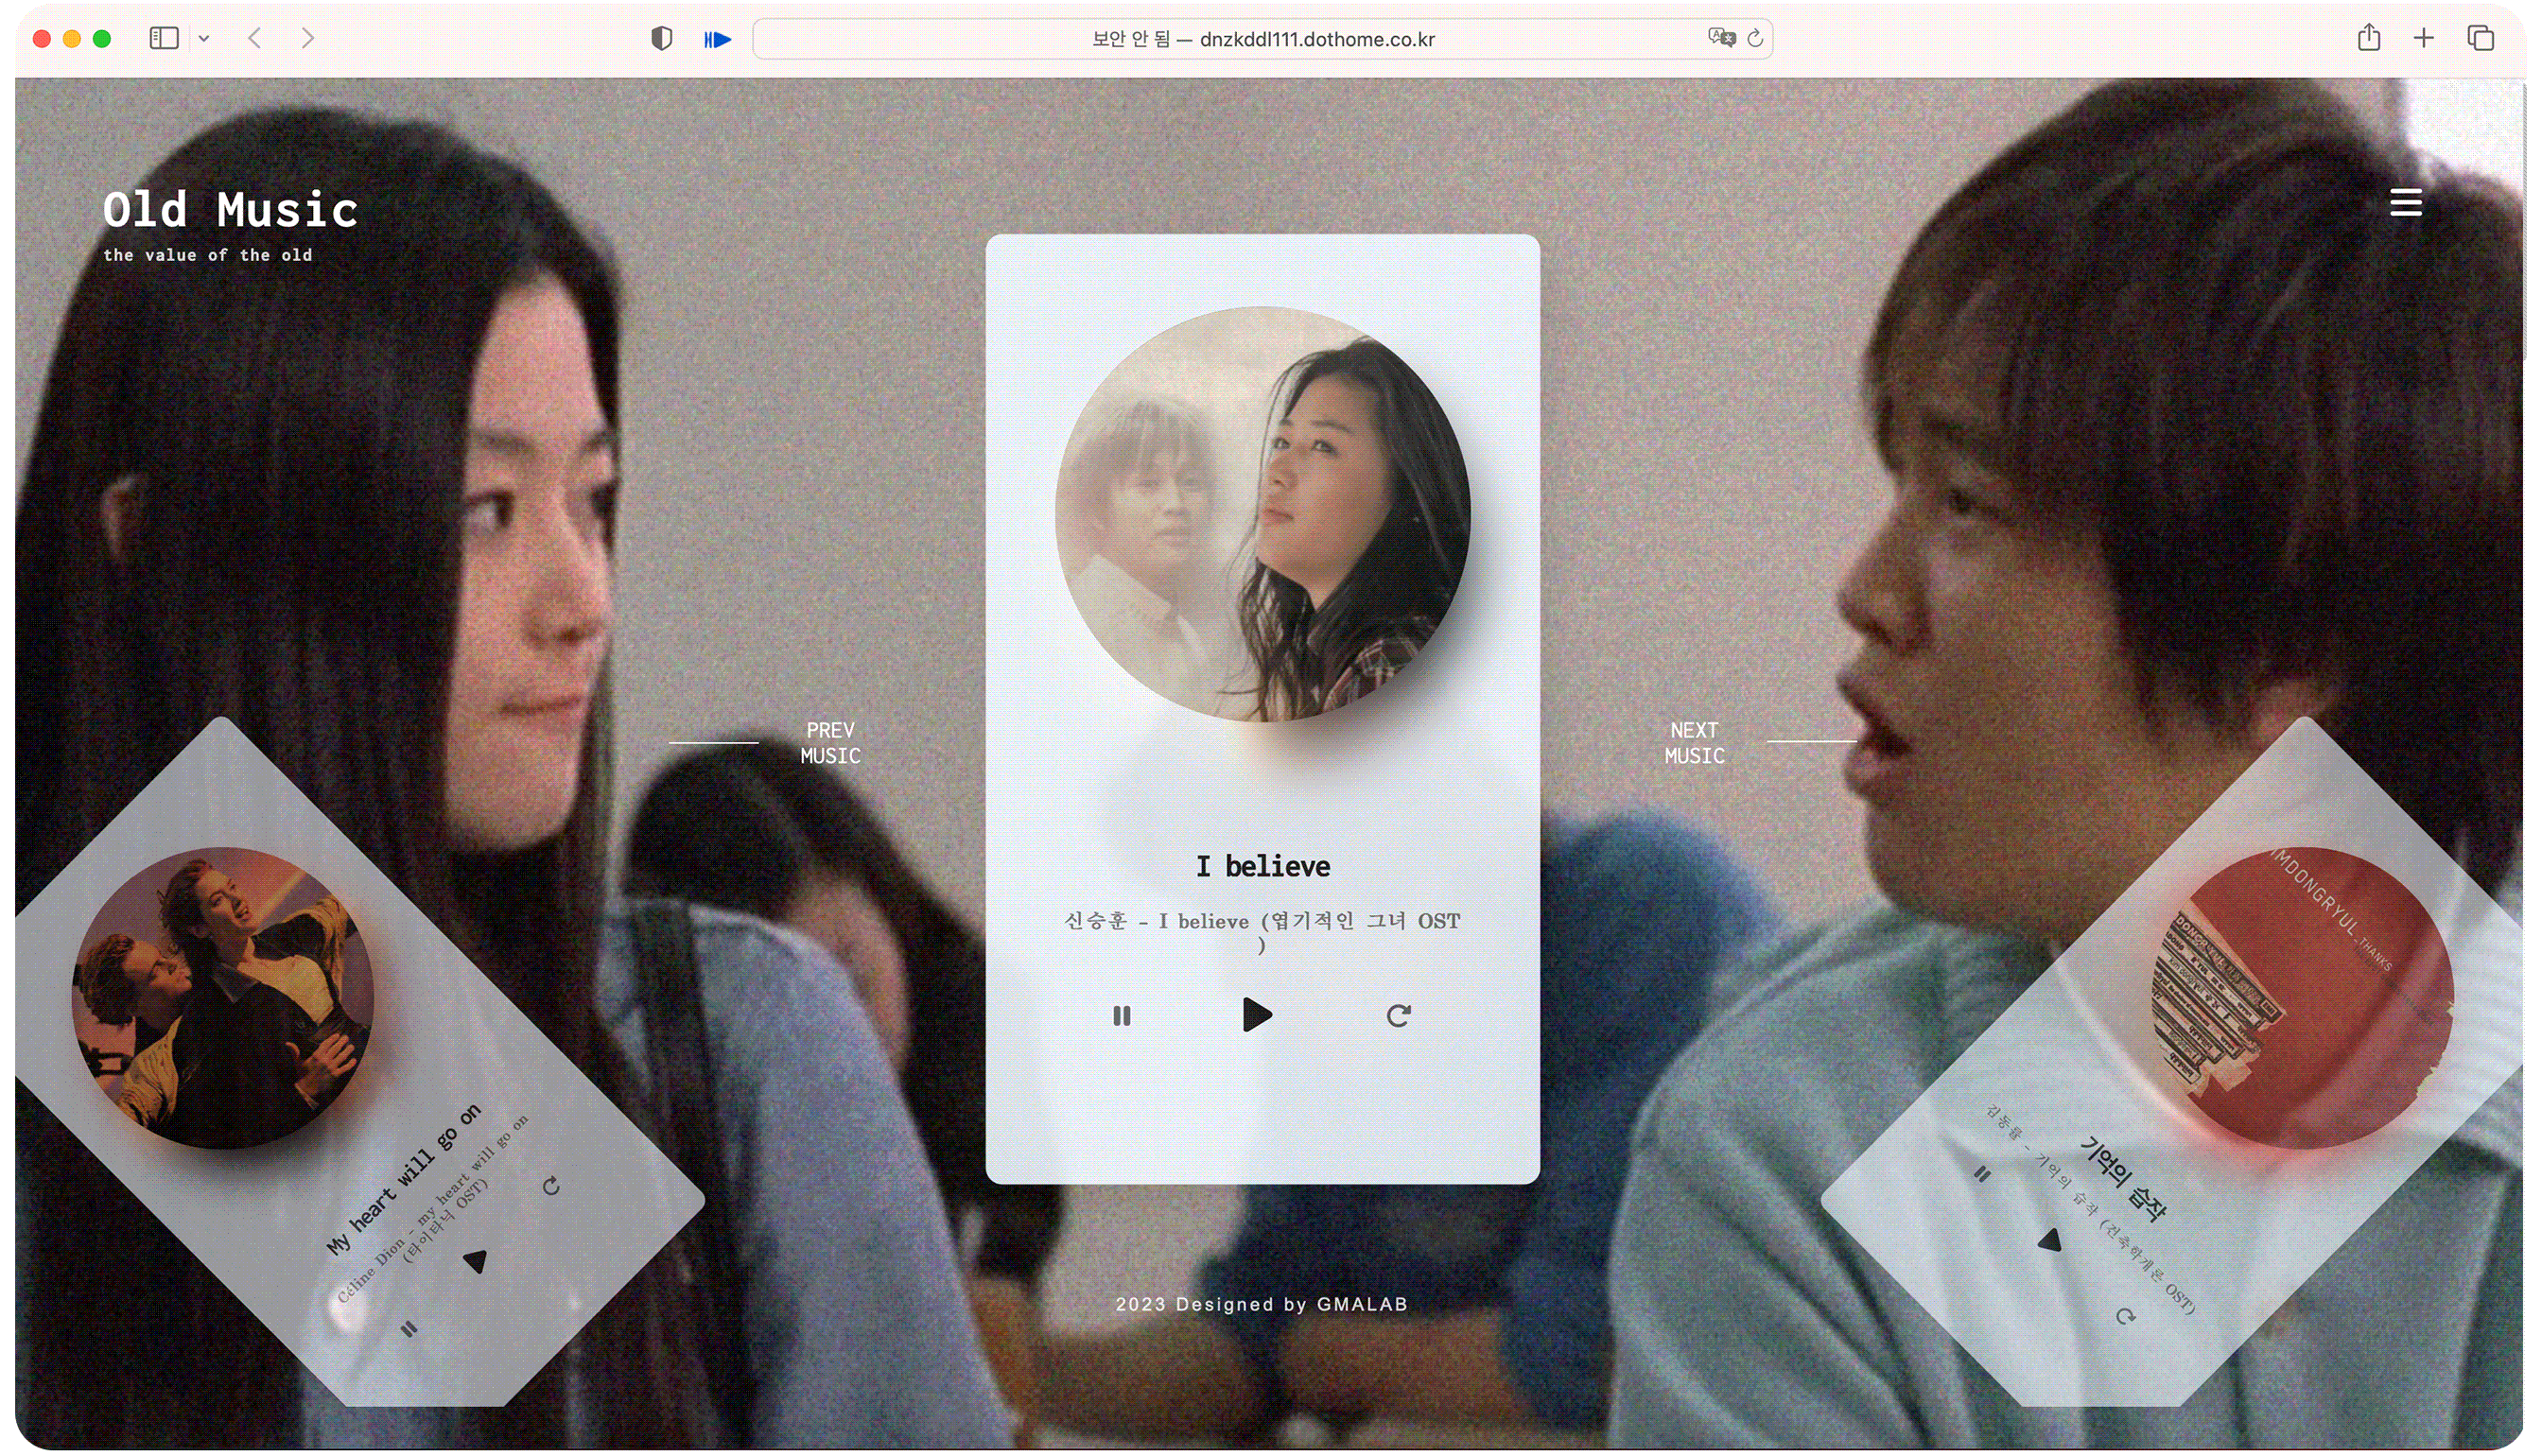 보안 안 됨 — dnzkddl111.dothome.co.kr
Old Music
the value of the old
PREV
MUSIC
NEXT
MUSIC
I believe
신승훈 - I believe (엽기적인 그녀 OST
)
My heart will go on
Celine Dion - my heart will go on
(타이타닉 OST)
IMDONGRYUL_THANKS
기억의 습작
김동률 - 기억의 습작 (건축학개론 OST)
2023 Designed by GMALAB